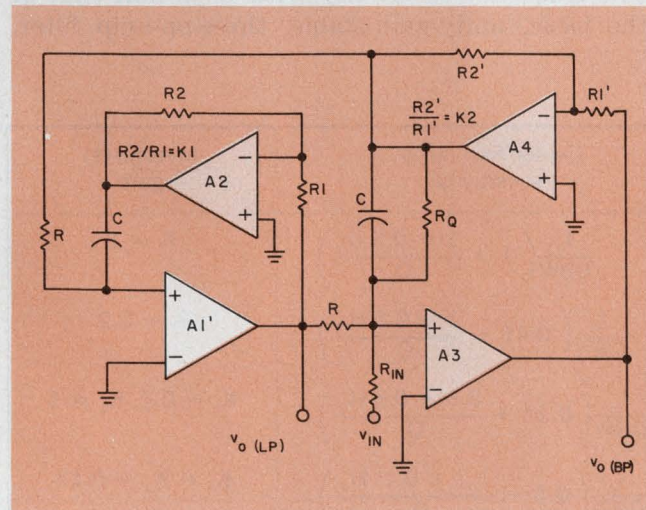 R2'
R1'
R2
R2'/R1' = K2
R2/R1=K1
A2
−
+
R1
A4
−
+
C
R
C
RQ
A1'
+
−
R
A3
+
−
RIN
vIN
vo (LP)
vo (BP)